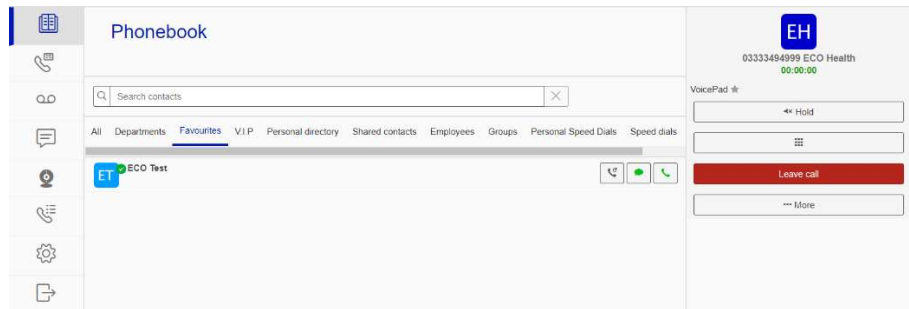 Phonebook
Search contacts
All Departments Favourites V.I.P Personal directory Shared contacts Employees Groups Personal Speed Dials Speed dials
ET ECO Test
EH
03333494999 ECO Health
00:00:00
VoicePad
Hold
Leave call
··· More